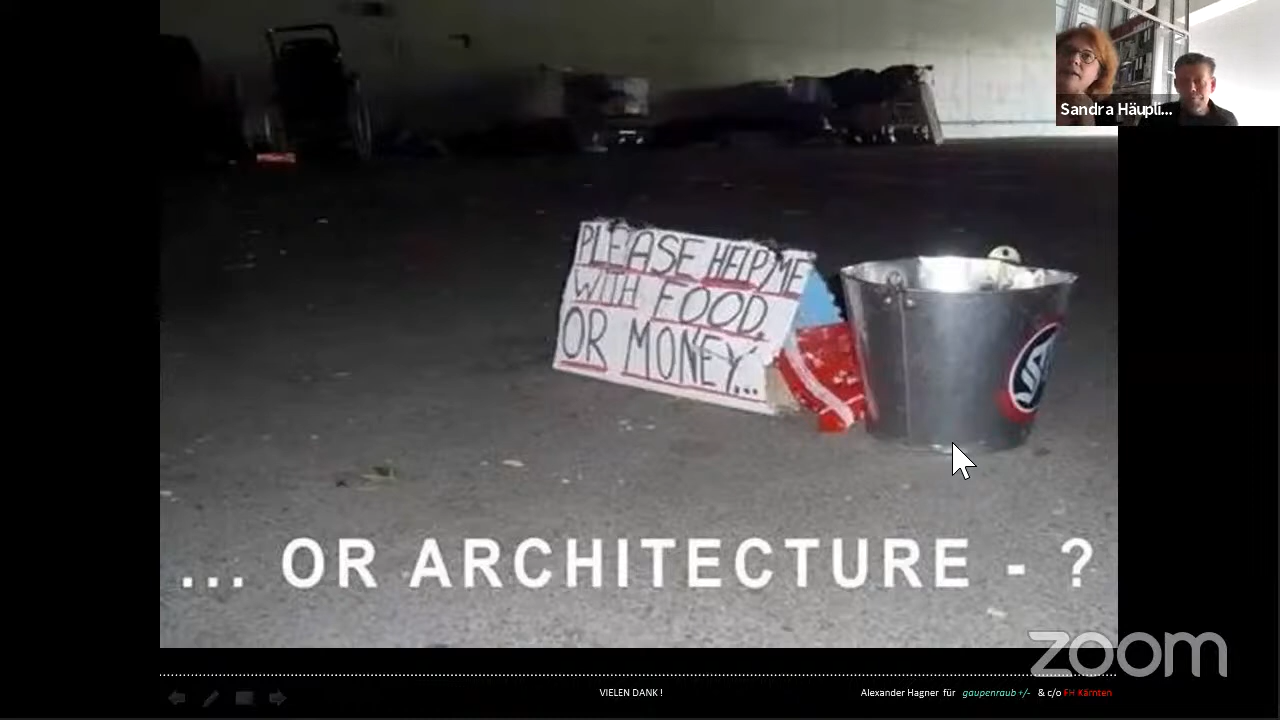 Sandra Häupli...
PLEASE HELP ME
WITH FOOD,
OR MONEY...
... OR ARCHITECTURE - ?
zoom
VIELEN DANK !
Alexander Hagner für gaupenraub +/- & c/o FH Kärnten